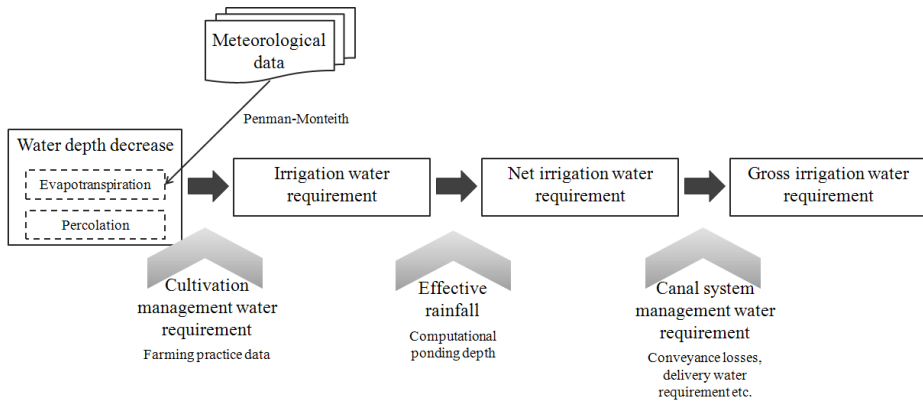 Meteorological
data
Penman-Monteith
Water depth decrease
Evapotranspiration
Percolation
Irrigation water
requirement
Net irrigation water
requirement
Gross irrigation water
requirement
Cultivation
management water
requirement
Farming practice data
Effective
rainfall
Computational
ponding depth
Canal system
management water
requirement
Conveyance losses,
delivery water
requirement etc.